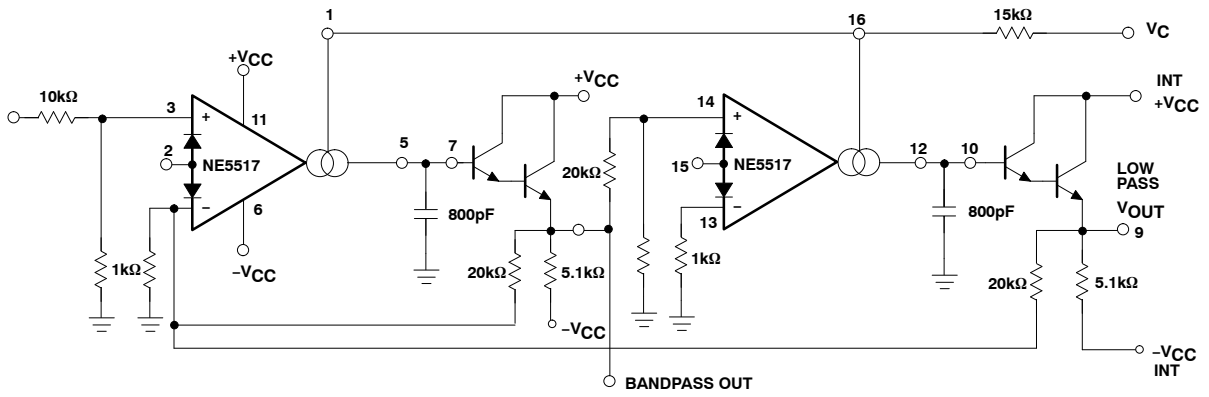 1
16
15kΩ
VC
+VCC
10kΩ
3
+
11
2
NE5517
−
6
−VCC
1kΩ
5
7
800pF
+VCC
20kΩ
20kΩ
5.1kΩ
−VCC
BANDPASS OUT
14
+
15
NE5517
−
13
1kΩ
12
10
800pF
INT
+VCC
LOW
PASS
VOUT
9
20kΩ
5.1kΩ
−VCC
INT